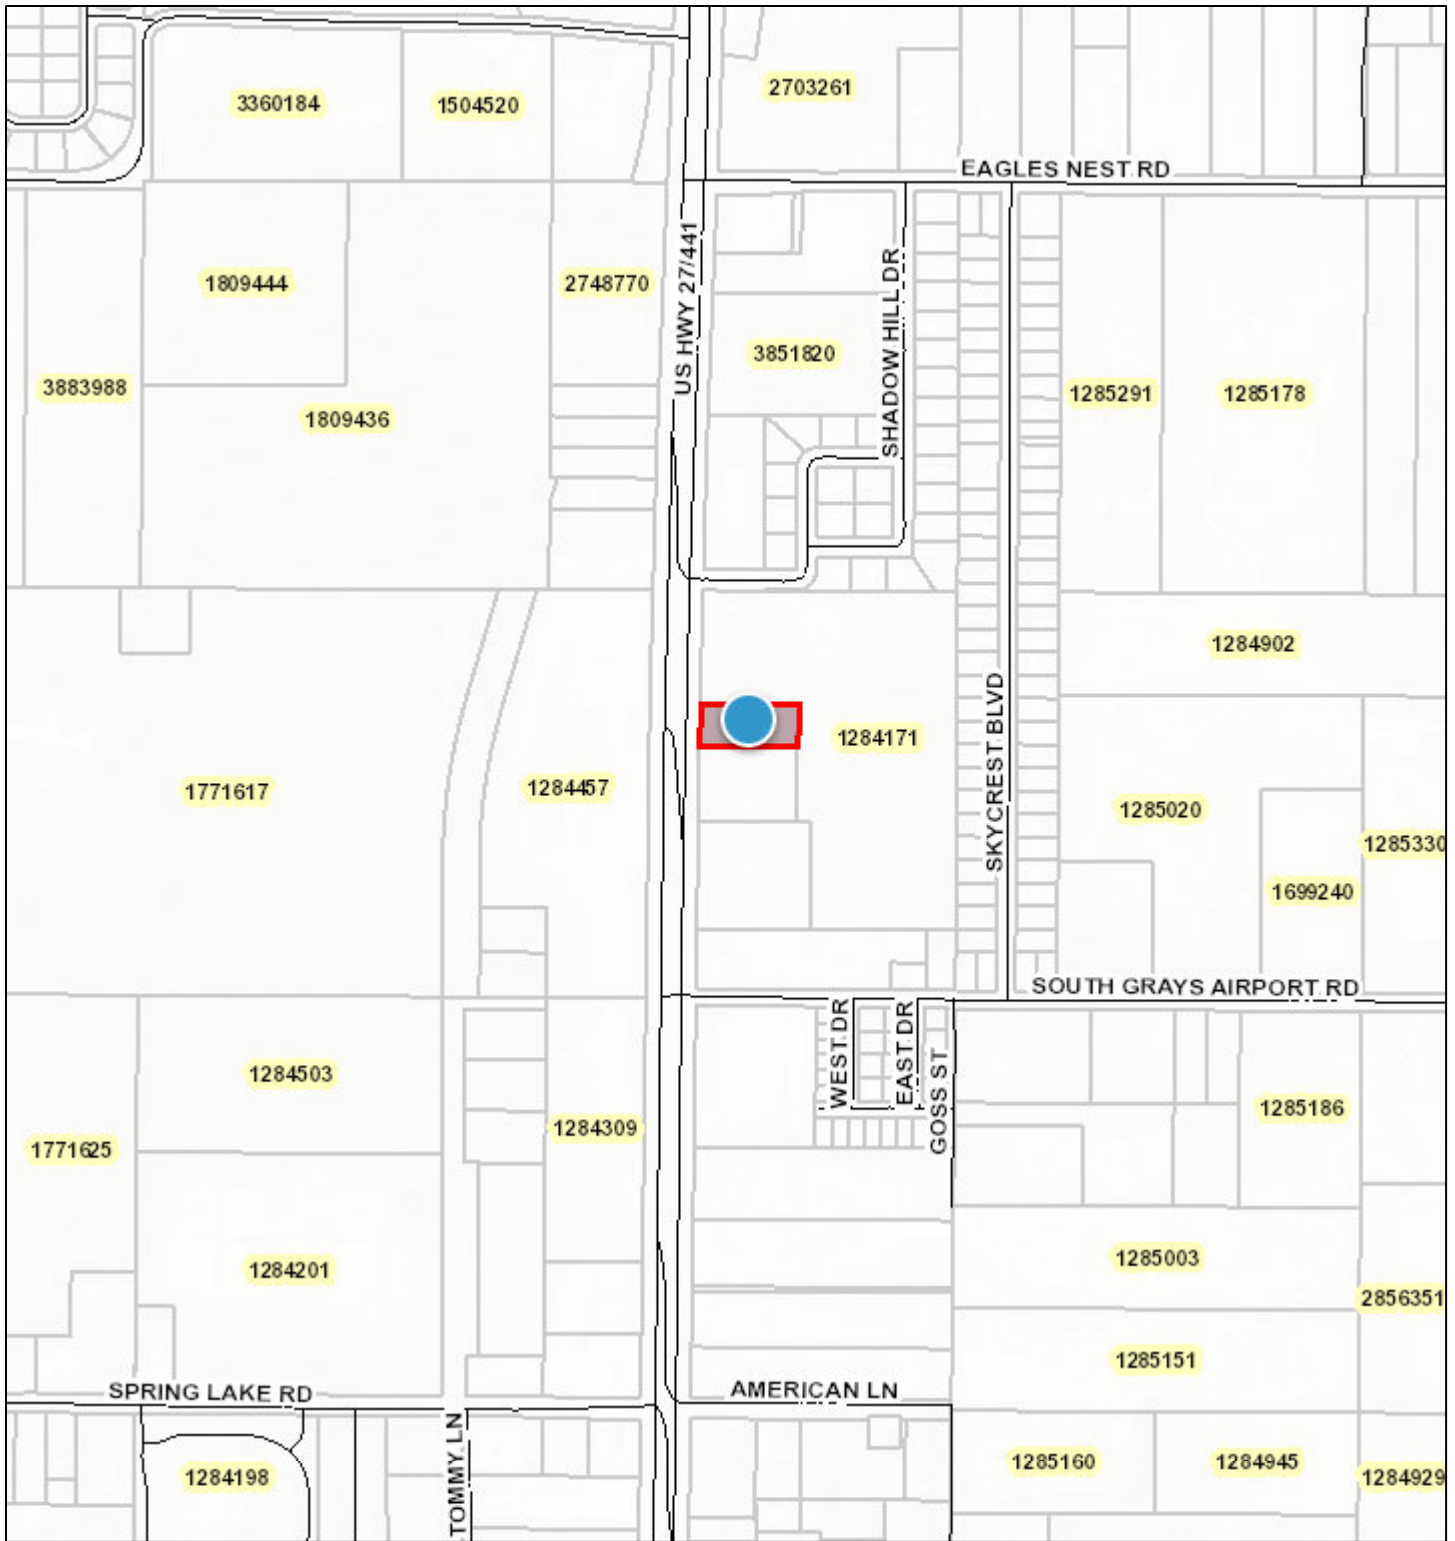 2703261
3360184
1504520
EAGLES NEST RD
1809444
2748770
US HWY 27/441
SHADOW HILL DR
3851820
3883988
1809436
1285291
1285178
1284902
SKYCREST BLVD
1284171
1771617
1284457
1285020
1285330
1699240
SOUTH GRAYS AIRPORT RD
WEST DR
EAST DR
GOSS ST
1284503
1285186
1284309
1771625
1284201
1285003
2856351
1285151
SPRING LAKE RD
AMERICAN LN
TOMMY LN
1284198
1285160
1284945
1284929